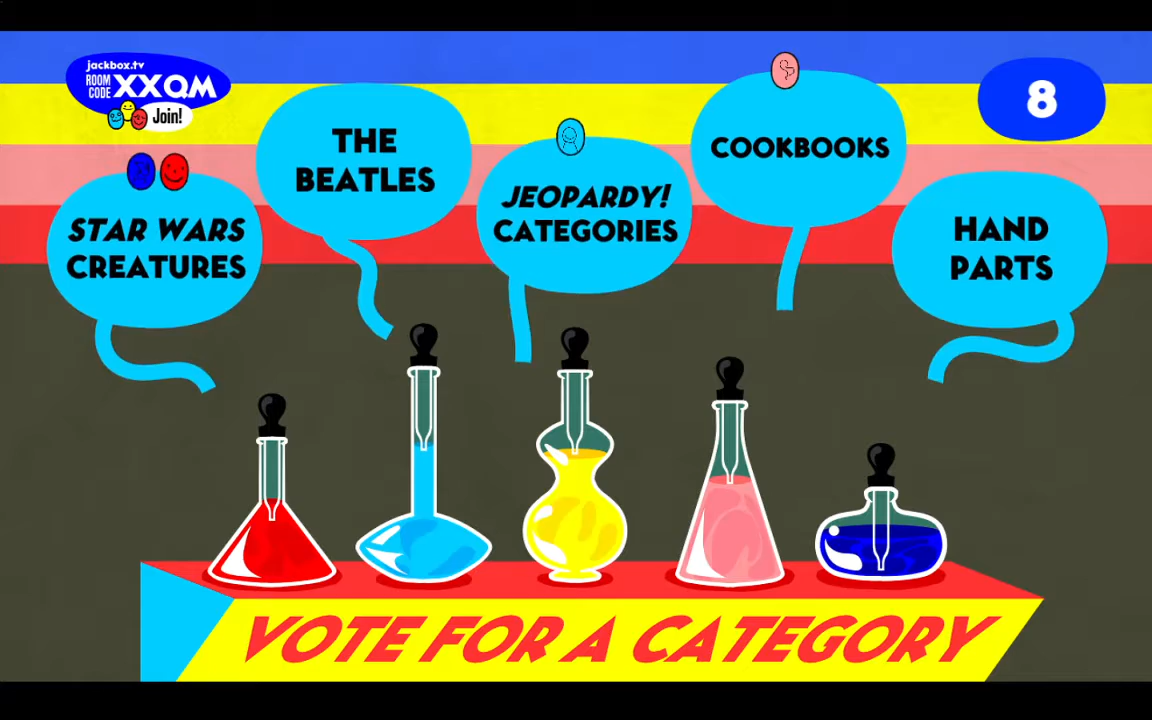 jackbox.tv
ROOM
CODE
XXQM
Join!
8
STAR WARS
CREATURES
THE
BEATLES
JEOPARDY!
CATEGORIES
COOKBOOKS
HAND
PARTS
VOTE FOR A CATEGORY